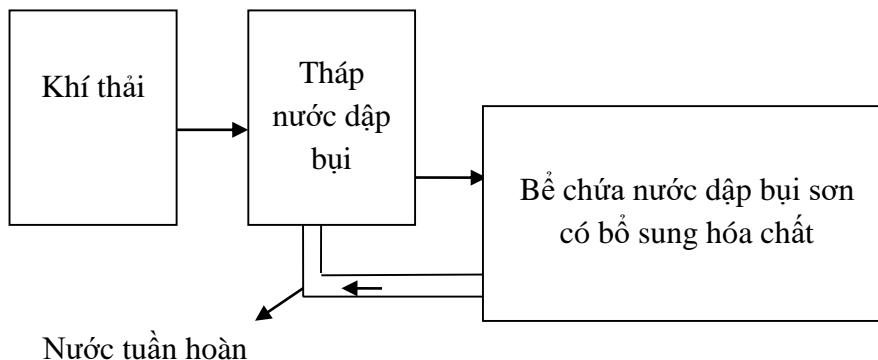 Khí thải
Tháp
nước dập
bụi
Bể chứa nước dập bụi sơn
có bổ sung hóa chất
Nước tuần hoàn